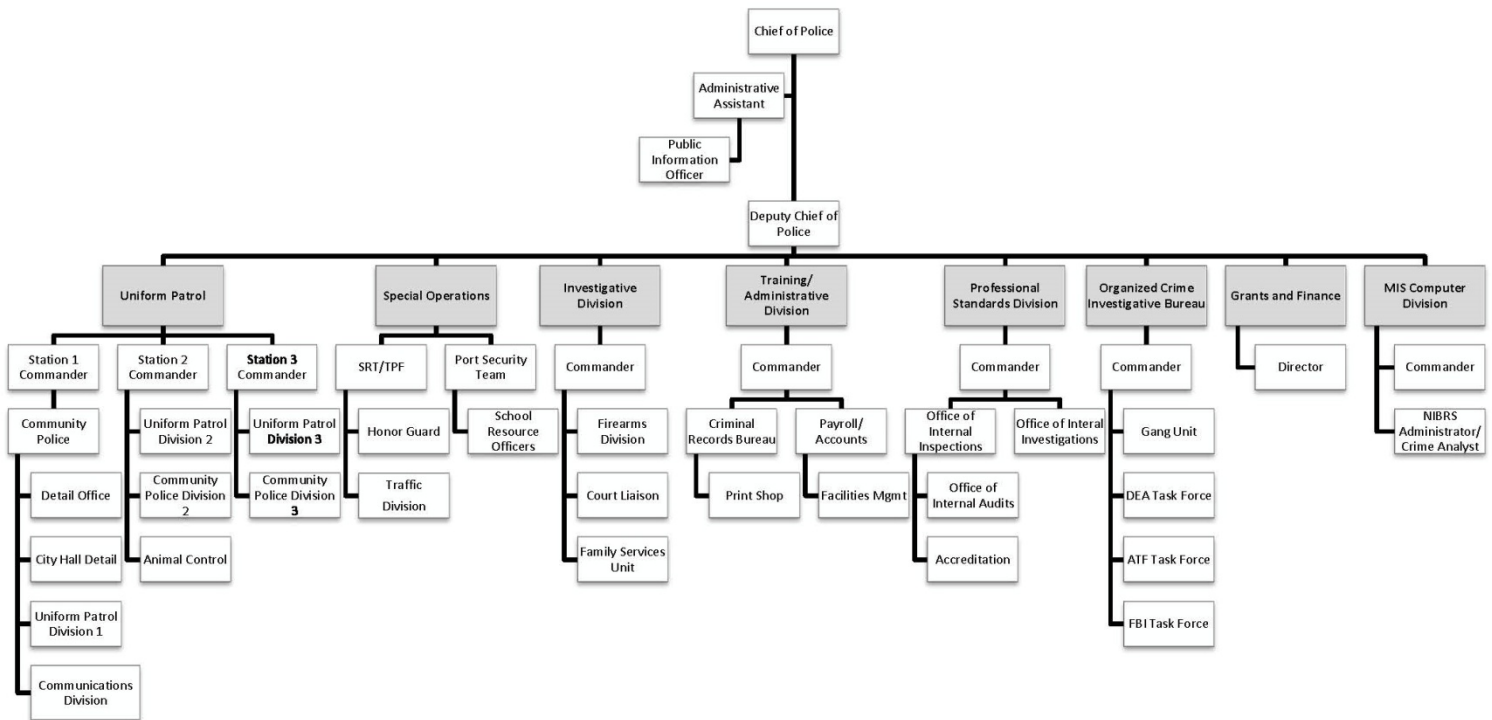 Chief of Police
Administrative
Assistant
Public
Information
Officer
Deputy Chief of
Police
Uniform Patrol
Special Operations
Investigative
Division
Training/
Administrative
Division
Professional
Standards Division
Organized Crime
Investigative Bureau
Grants and Finance
MIS Computer
Division
Station 1
Commander
Station 2
Commander
Station 3
Commander
SRT/TPF
Port Security
Team
Commander
Commander
Commander
Commander
Director
Commander
Community
Police
Uniform Patrol
Division 2
Uniform Patrol
Division 3
Honor Guard
School
Resource
Officers
Firearms
Division
Criminal
Records Bureau
Payroll/
Accounts
Office of
Internal
Inspections
Office of Interal
Investigations
Gang Unit
NIBRS
Administrator/
Crime Analyst
Detail Office
Community
Police Division
2
Community
Police Division
3
Traffic
Division
Court Liaison
Print Shop
Facilities Mgmt
Office of
Internal Audits
DEA Task Force
City Hall Detail
Animal Control
Family Services
Unit
Accreditation
ATF Task Force
Uniform Patrol
Division 1
FBI Task Force
Communications
Division